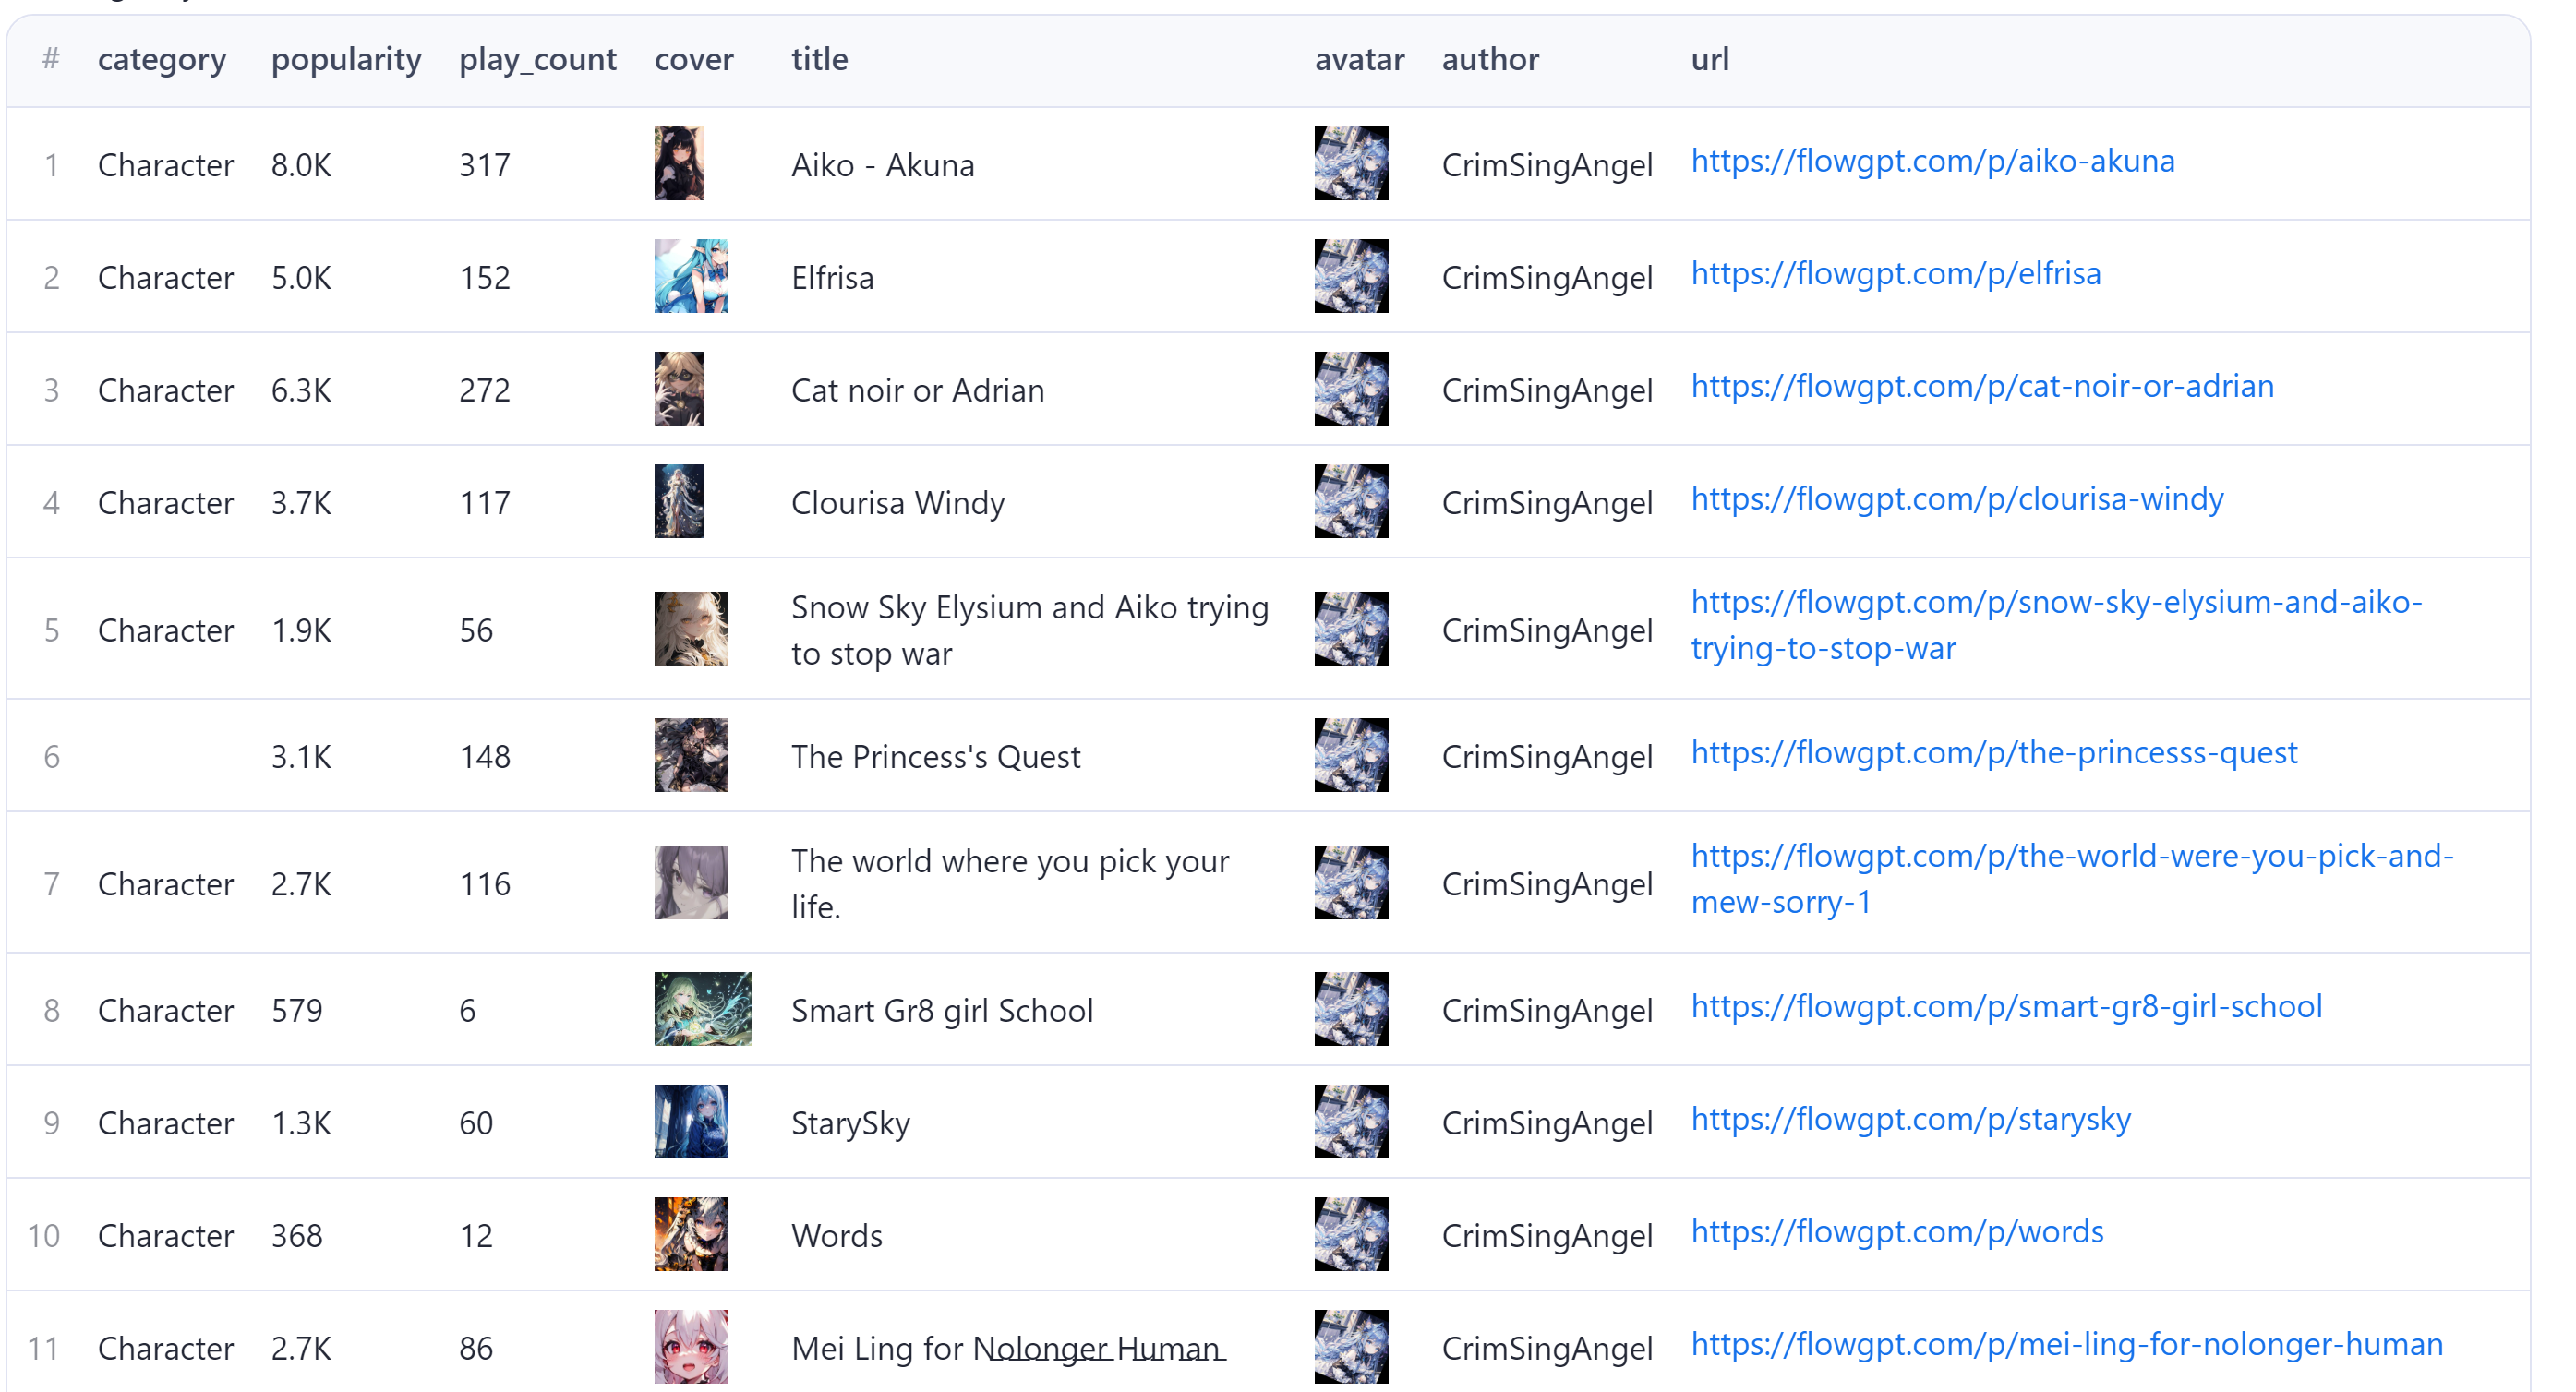 # category popularity play_count cover title avatar author url
1 Character 8.0K 317 Aiko - Akuna CrimSingAngel https://flowgpt.com/p/aiko-akuna
2 Character 5.0K 152 Elfrisa CrimSingAngel https://flowgpt.com/p/elfrisa
3 Character 6.3K 272 Cat noir or Adrian CrimSingAngel https://flowgpt.com/p/cat-noir-or-adrian
4 Character 3.7K 117 Clourisa Windy CrimSingAngel https://flowgpt.com/p/clourisa-windy
5 Character 1.9K 56 Snow Sky Elysium and Aiko trying
to stop war CrimSingAngel https://flowgpt.com/p/snow-sky-elysium-and-aiko-
trying-to-stop-war
6 3.1K 148 The Princess's Quest CrimSingAngel https://flowgpt.com/p/the-princesss-quest
7 Character 2.7K 116 The world where you pick your
life. CrimSingAngel https://flowgpt.com/p/the-world-were-you-pick-and-
mew-sorry-1
8 Character 579 6 Smart Gr8 girl School CrimSingAngel https://flowgpt.com/p/smart-gr8-girl-school
9 Character 1.3K 60 StarySky CrimSingAngel https://flowgpt.com/p/starysky
10 Character 368 12 Words CrimSingAngel https://flowgpt.com/p/words
11 Character 2.7K 86 Mei Ling for N̲o̲l̲o̲n̲g̲e̲r̲ H̲u̲m̲a̲n̲ CrimSingAngel https://flowgpt.com/p/mei-ling-for-nolonger-human